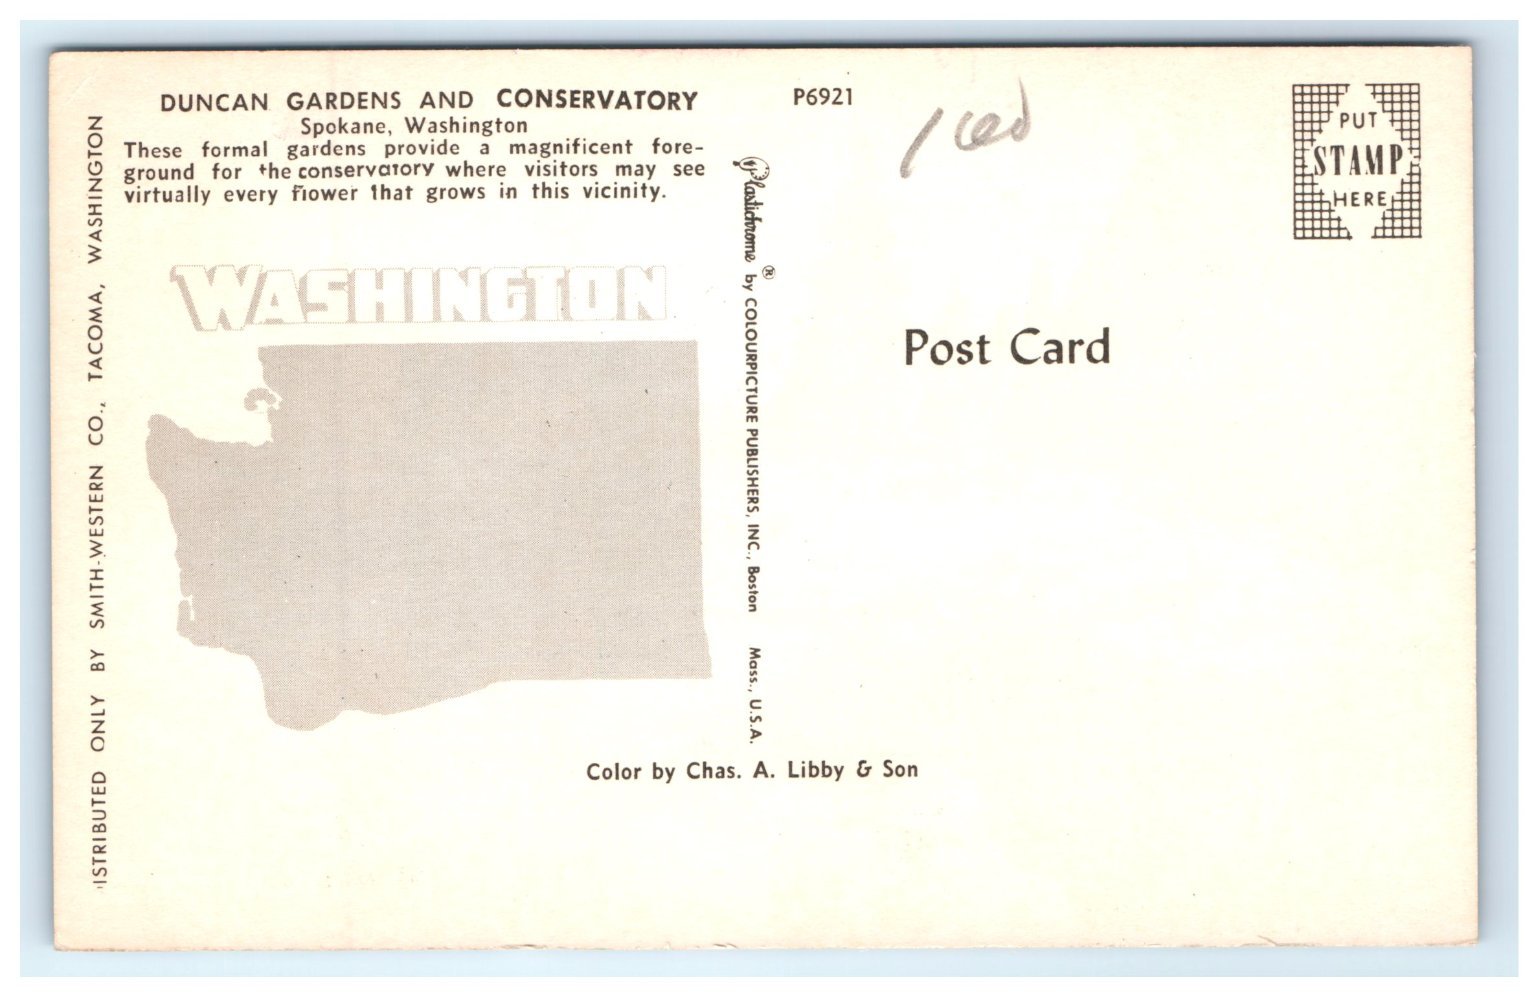 DUNCAN GARDENS AND CONSERVATORY
Spokane, Washington
These formal gardens provide a magnificent fore-
ground for the conservatory where visitors may see
virtually every flower that grows in this vicinity.
WASHINGTON
ISTRIBUTED ONLY BY SMITH-WESTERN CO., TACOMA, WASHINGTON
Plastichrome ® by COLOURPICTURE PUBLISHERS, INC., Boston Mass., U.S.A.
P6921
PUT
STAMP
HERE
Post Card
Color by Chas. A. Libby & Son